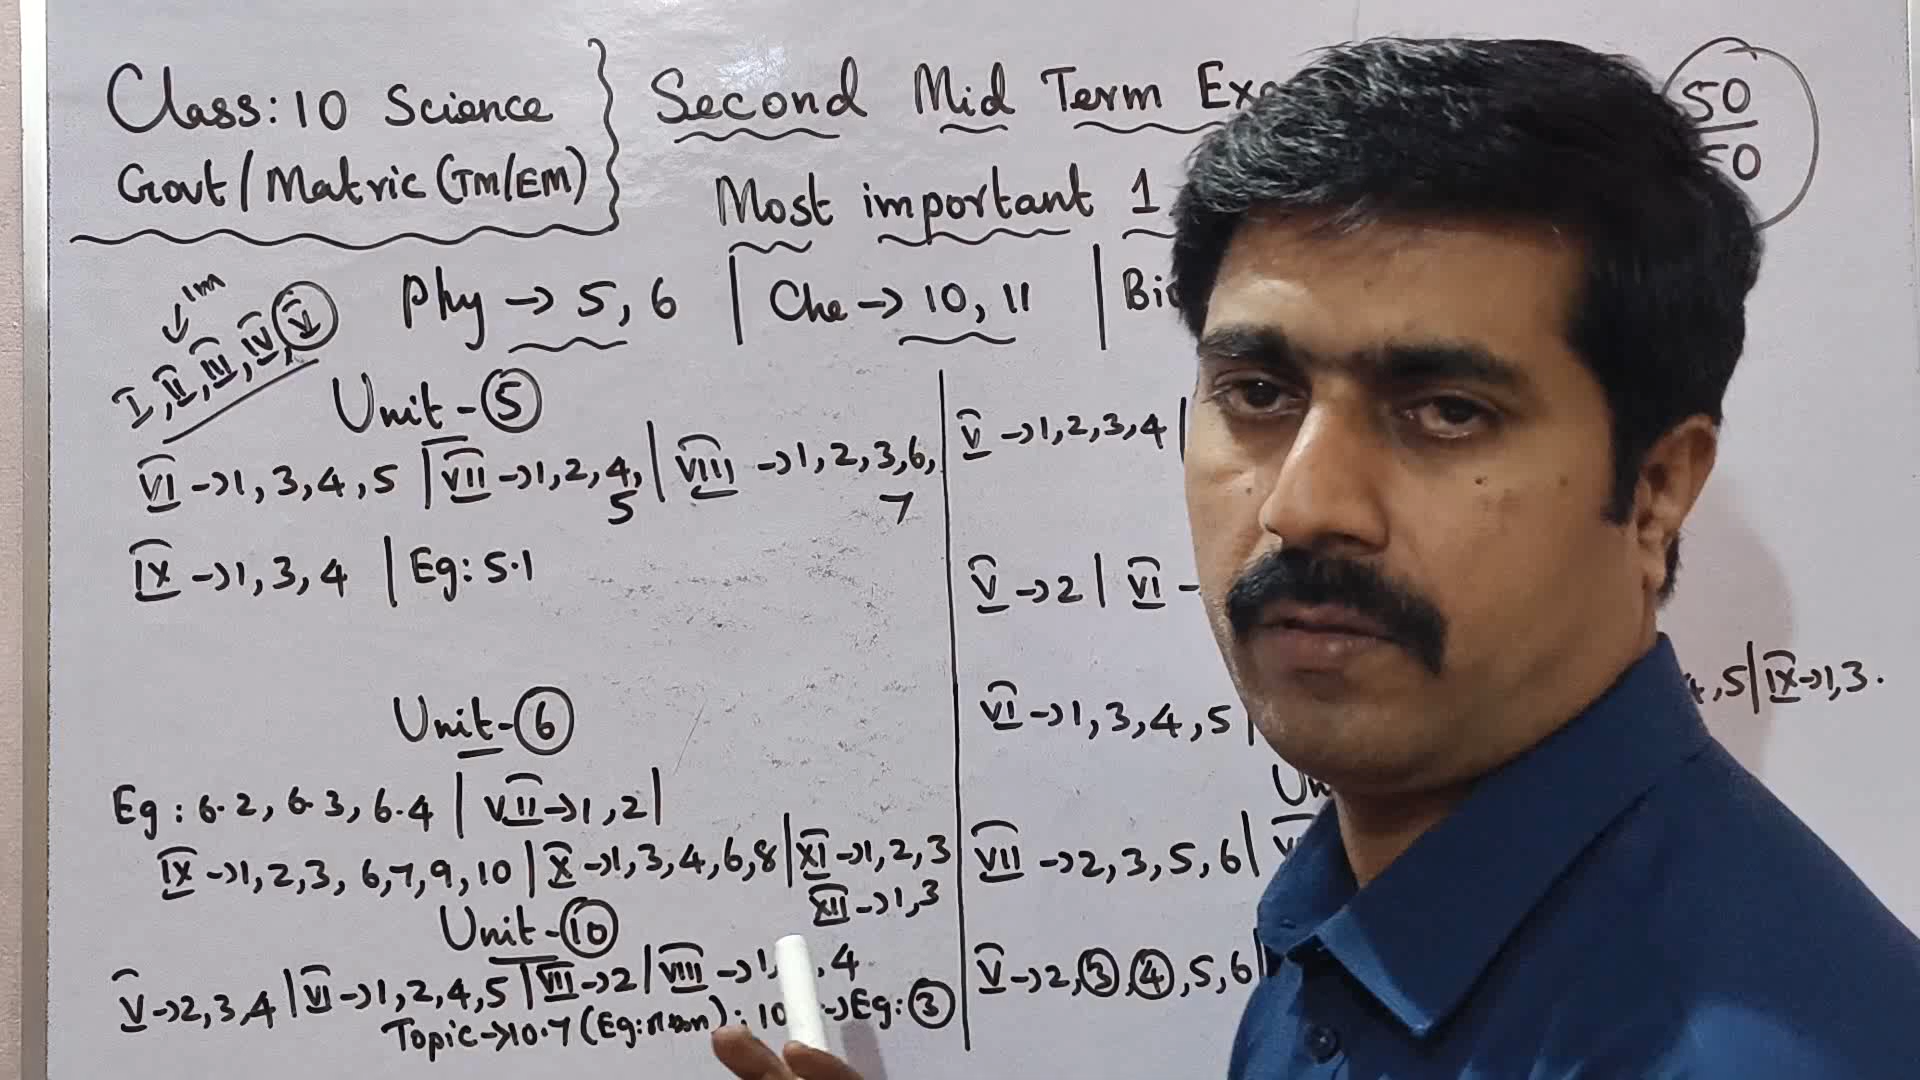 Class: 10 Science
Govt/Matric (TM/EM)
Second Mid Term
50
50
Most important 1
Phy → 5, 6 | Che → 10, 11 |
1m
I, II, III, IV, V
Unit - 5
VI → 1, 3, 4, 5 | VII → 1, 2, 4, 5 | VIII → 1, 2, 3, 6, 7
IX → 1, 3, 4 | Eg: 5.1
Unit - 6
Eg: 6.2, 6.3, 6.4 | VII → 1, 2 |
IX → 1, 2, 3, 6, 7, 9, 10 | X → 1, 3, 4, 6, 8 | XI → 1, 2, 3
XII → 1, 3
Unit - 10
V → 2, 3, 4 | VI → 1, 2, 4, 5 | VII → 2 | VIII → 1, 4
Topic → 10.7 (Eg: : 10 → Eg: 3
V → 1, 2, 3, 4 |
V → 2 | VI
VI → 1, 3, 4, 5 |
4, 5 | IX → 1, 3.
VII → 2, 3, 5, 6 |
V → 2, 3, 4, 5, 6 |